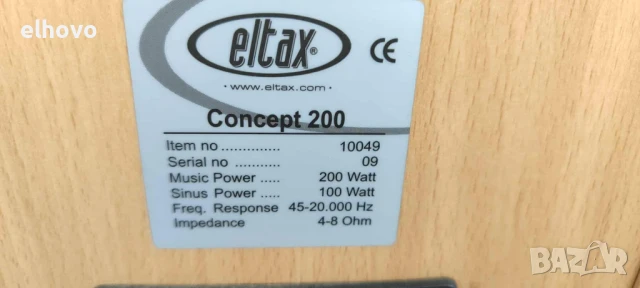 elhovo
eltax®
CE
· www.eltax.com ·
Concept 200
Item no .............. 10049
Serial no ........... 09
Music Power ..... 200 Watt
Sinus Power ..... 100 Watt
Freq. Response 45-20.000 Hz
Impedance 4-8 Ohm
BAZAR